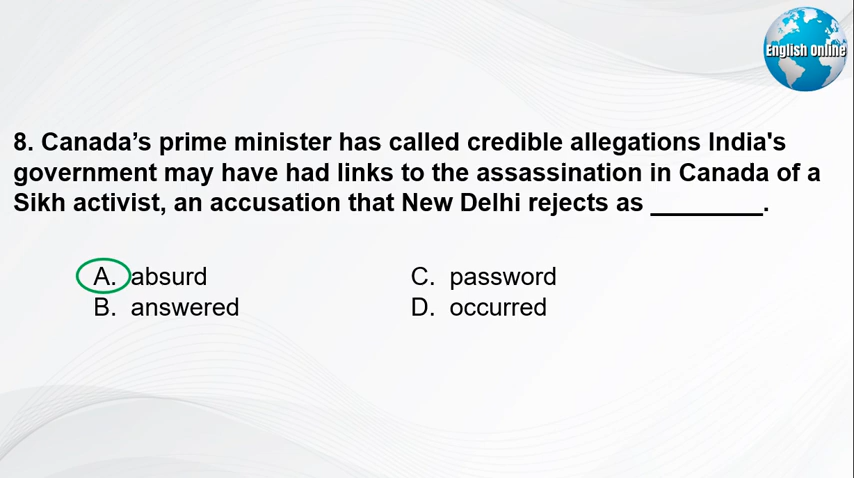 English Online
8. Canada’s prime minister has called credible allegations India's
government may have had links to the assassination in Canada of a
Sikh activist, an accusation that New Delhi rejects as ________.
A. absurd
B. answered
C. password
D. occurred